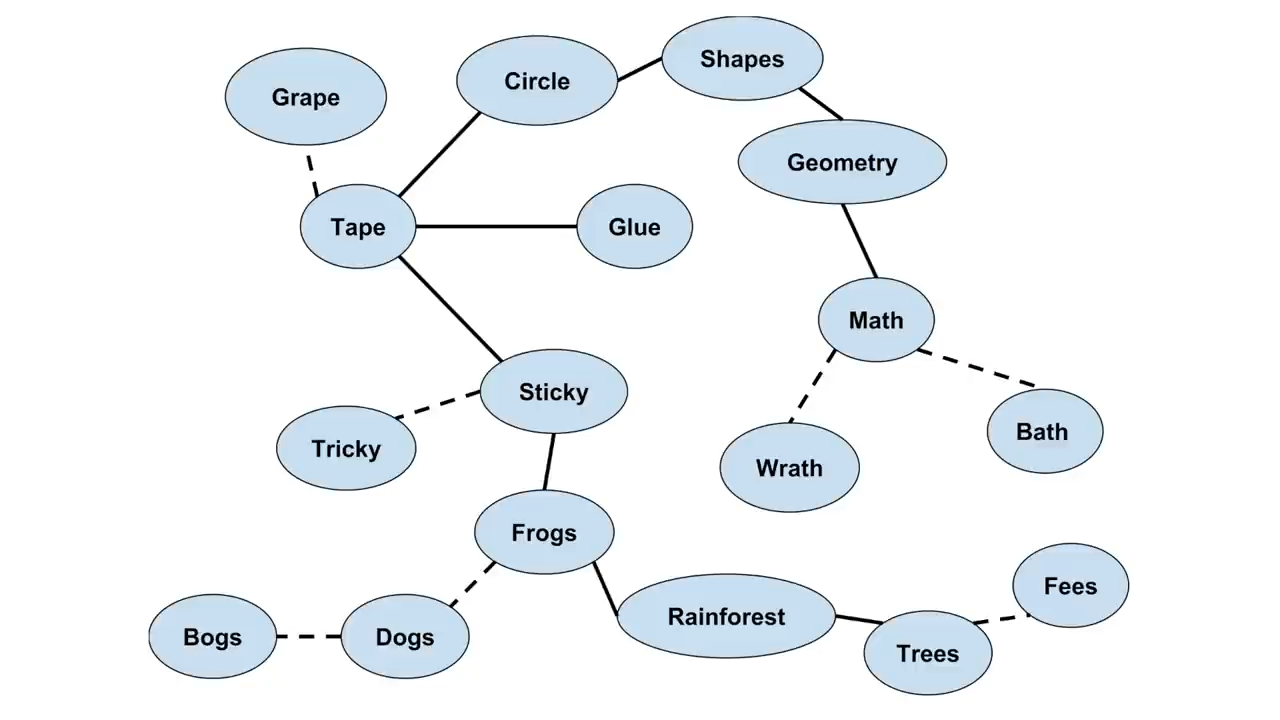 Shapes
Circle
Grape
Geometry
Tape
Glue
Math
Sticky
Bath
Tricky
Wrath
Frogs
Fees
Rainforest
Bogs
Dogs
Trees